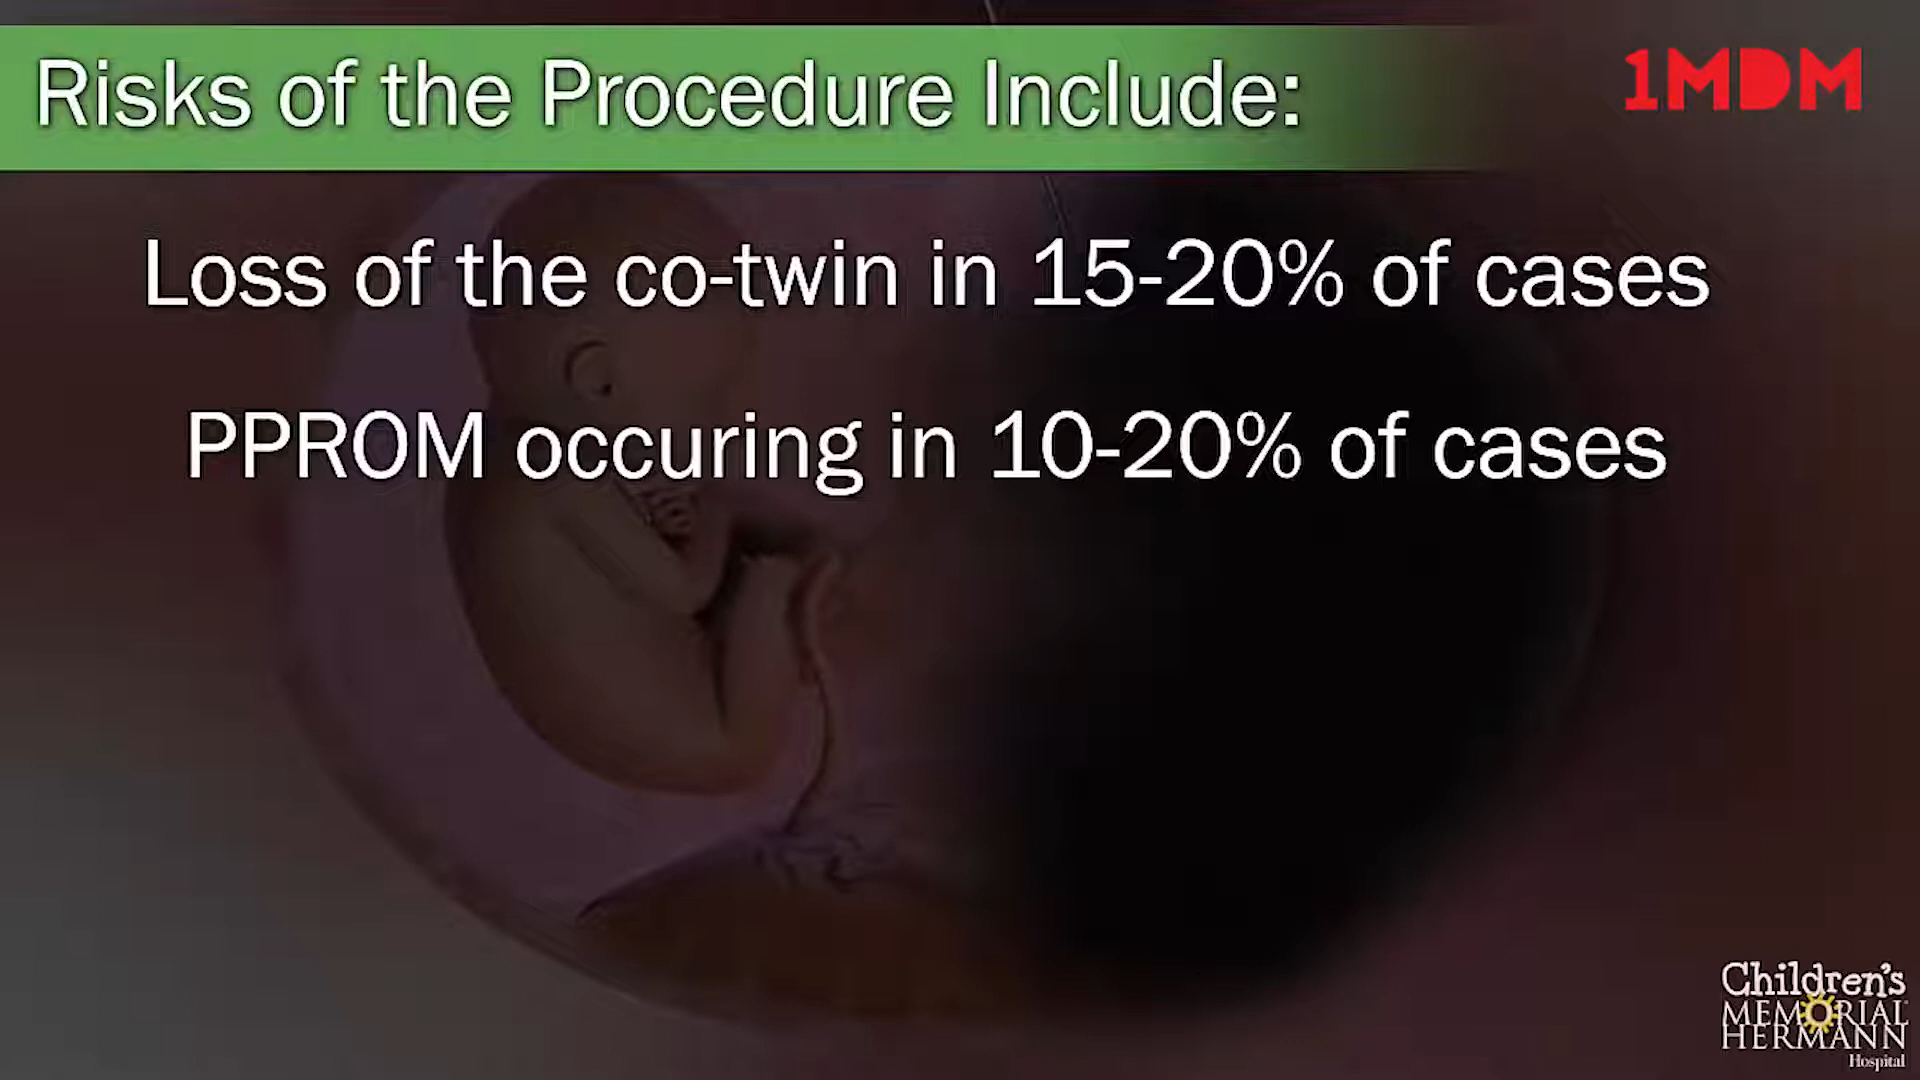 Risks of the Procedure Include:
1MDM
Loss of the co-twin in 15-20% of cases
PPROM occuring in 10-20% of cases
Children's
MEMORIAL
HERMANN
Hospital